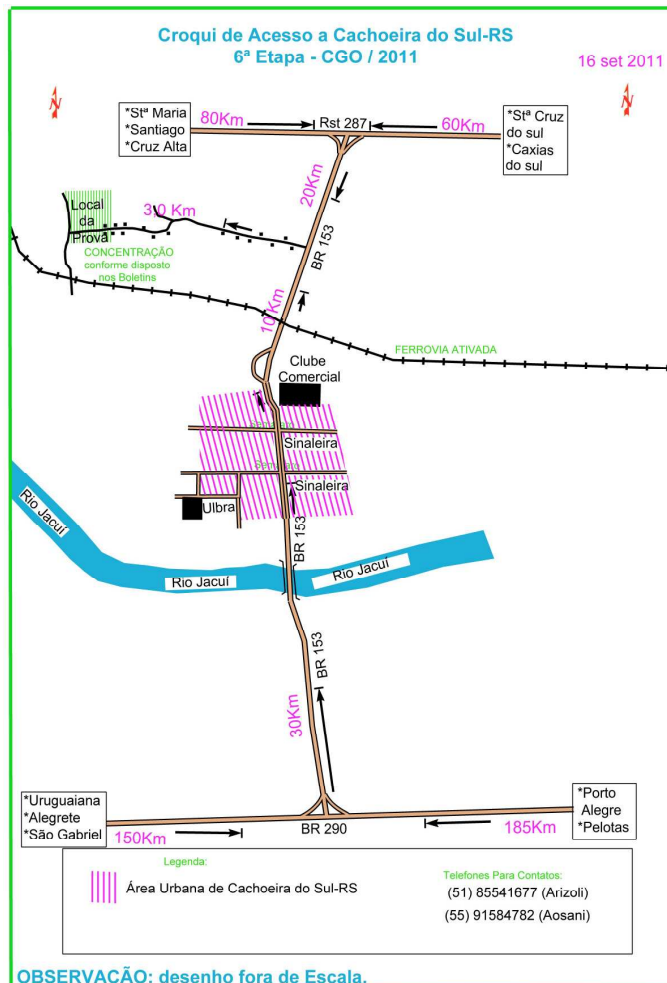 Croqui de Acesso a Cachoeira do Sul-RS
6ª Etapa - CGO / 2011
16 set 2011
N
N
*Stª Maria
*Santiago
*Cruz Alta
80Km
Rst 287
60Km
*Stª Cruz
do sul
*Caxias
do sul
20Km
BR 153
Local
da
Prova
3,0 Km
CONCENTRAÇÃO
conforme disposto
nos Boletins
10Km
FERROVIA ATIVADA
Clube
Comercial
Semáforo
Sinaleira
Semáforo
Sinaleira
Ulbra
BR 153
Rio Jacuí
Rio Jacuí
Rio Jacuí
BR 153
30Km
*Uruguaiana
*Alegrete
*São Gabriel
150Km
BR 290
185Km
*Porto
Alegre
*Pelotas
Legenda:
Área Urbana de Cachoeira do Sul-RS
Telefones Para Contatos:
(51) 85541677 (Arizoli)
(55) 91584782 (Aosani)
OBSERVAÇÃO: desenho fora de Escala.